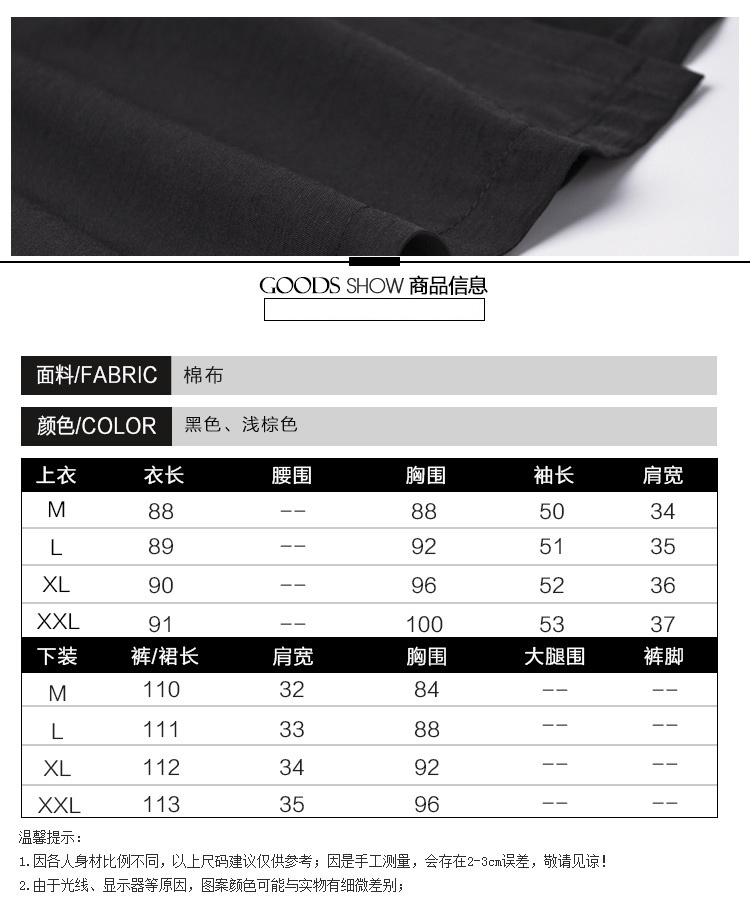 GOODS SHOW 商品信息
面料/FABRIC 棉布
颜色/COLOR 黑色、浅棕色
上衣 衣长 腰围 胸围 袖长 肩宽
M 88 -- 88 50 34
L 89 -- 92 51 35
XL 90 -- 96 52 36
XXL 91 -- 100 53 37
下装 裤/裙长 肩宽 胸围 大腿围 裤脚
M 110 32 84 -- --
L 111 33 88 -- --
XL 112 34 92 -- --
XXL 113 35 96 -- --
温馨提示:
1.因各人身材比例不同,以上尺码建议仅供参考;因是手工测量,会存在2-3cm误差,敬请见谅!
2.由于光线、显示器等原因,图案颜色可能与实物有细微差别;